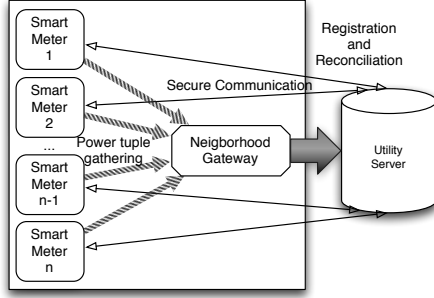 Smart
Meter
1
Registration
and
Reconciliation
Smart
Meter
2
Secure Communication
...
Power tuple
gathering
Neigborhood
Gateway
Utility
Server
Smart
Meter
n-1
Smart
Meter
n